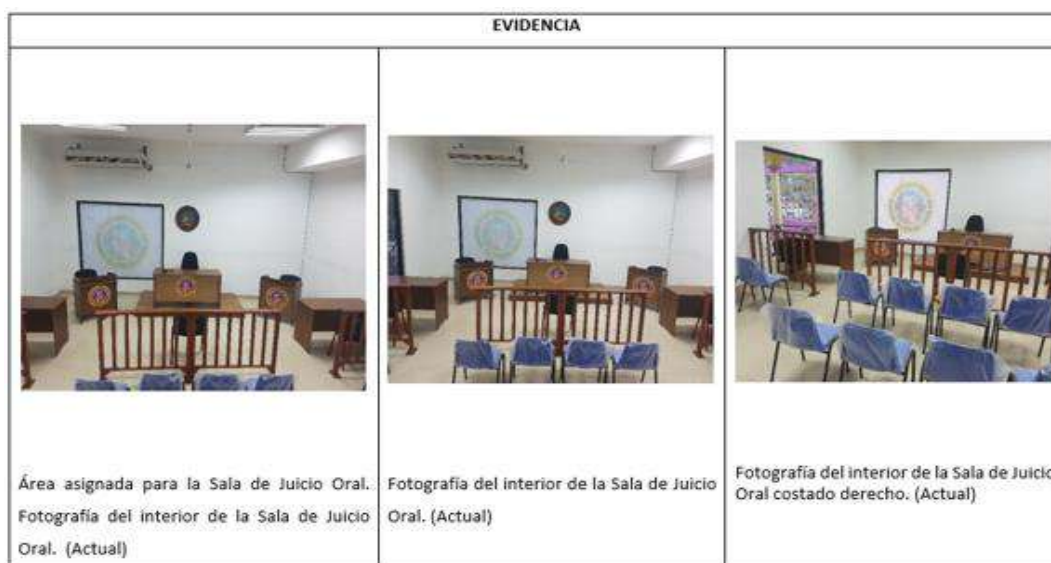 EVIDENCIA
Área asignada para la Sala de Juicio Oral.
Fotografía del interior de la Sala de Juicio
Oral. (Actual)
Fotografía del interior de la Sala de Juicio
Oral. (Actual)
Fotografía del interior de la Sala de Juicio
Oral costado derecho. (Actual)